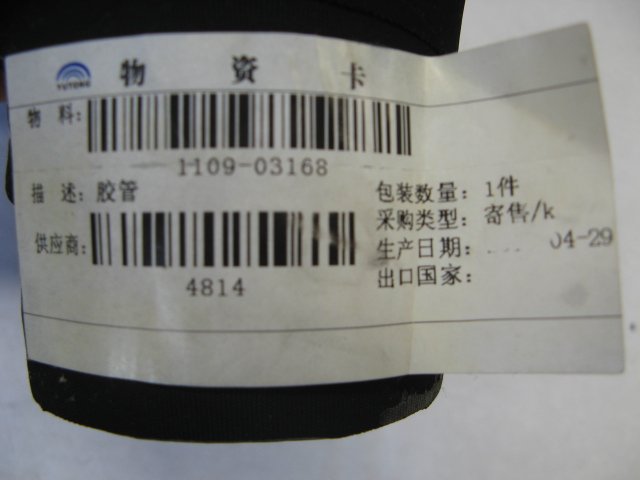 YUTONG
物 资 卡
物 料：
1109-03168
描 述：胶管
包装数量：1件
采购类型：寄售/k
供应商：
生产日期： 04-29
4814
出口国家：